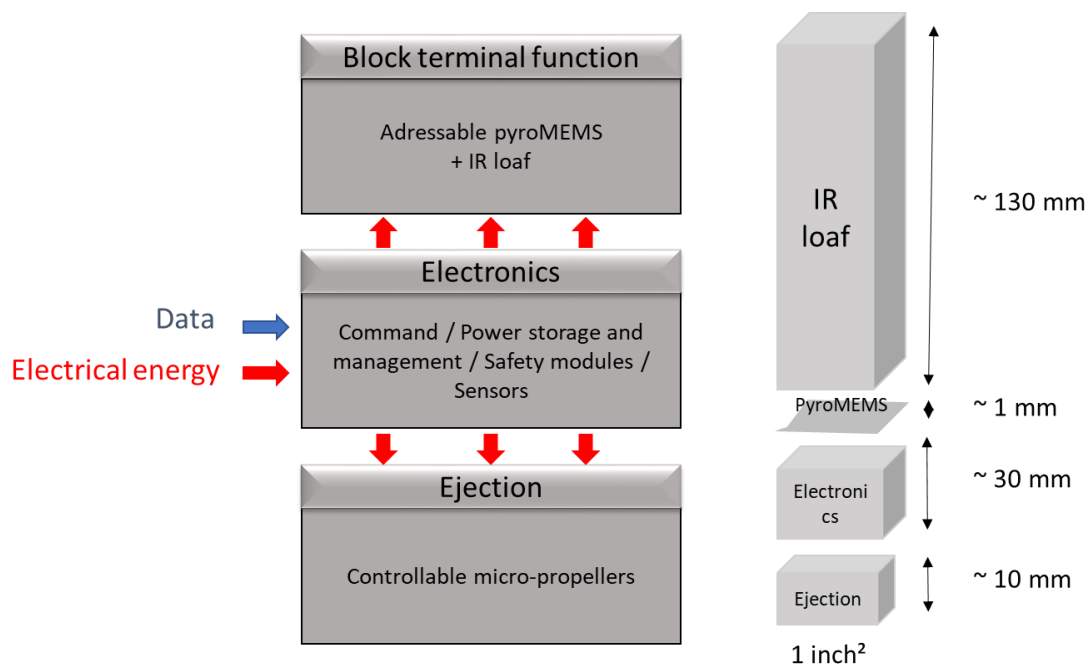 Block terminal function
Adressable pyroMEMS
+ IR loaf
Electronics
Command / Power storage and
management / Safety modules /
Sensors
Data
Electrical energy
Ejection
Controllable micro-propellers
IR
loaf
~ 130 mm
PyroMEMS
~ 1 mm
Electroni
cs
~ 30 mm
Ejection
~ 10 mm
1 inch²